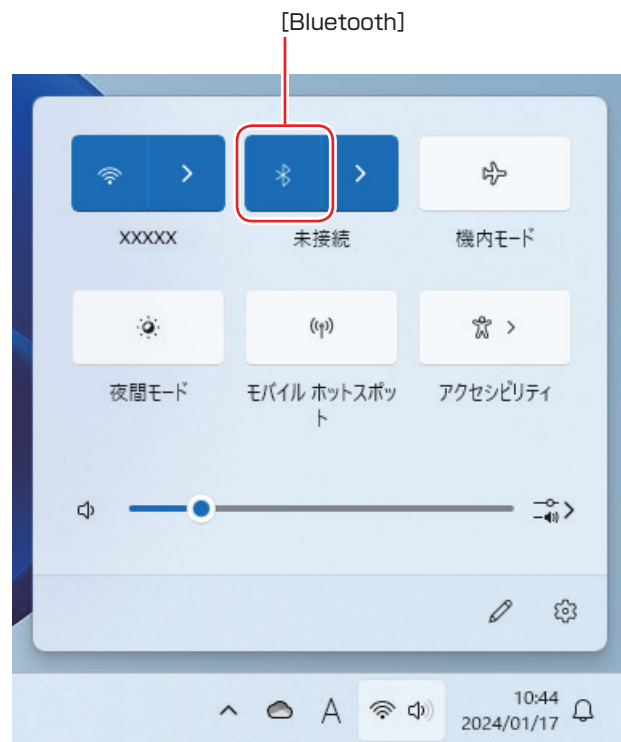 [Bluetooth]
XXXXX
未接続
機内モード
夜間モード
モバイル ホットスポッ
ト
アクセシビリティ
A
10:44
2024/01/17